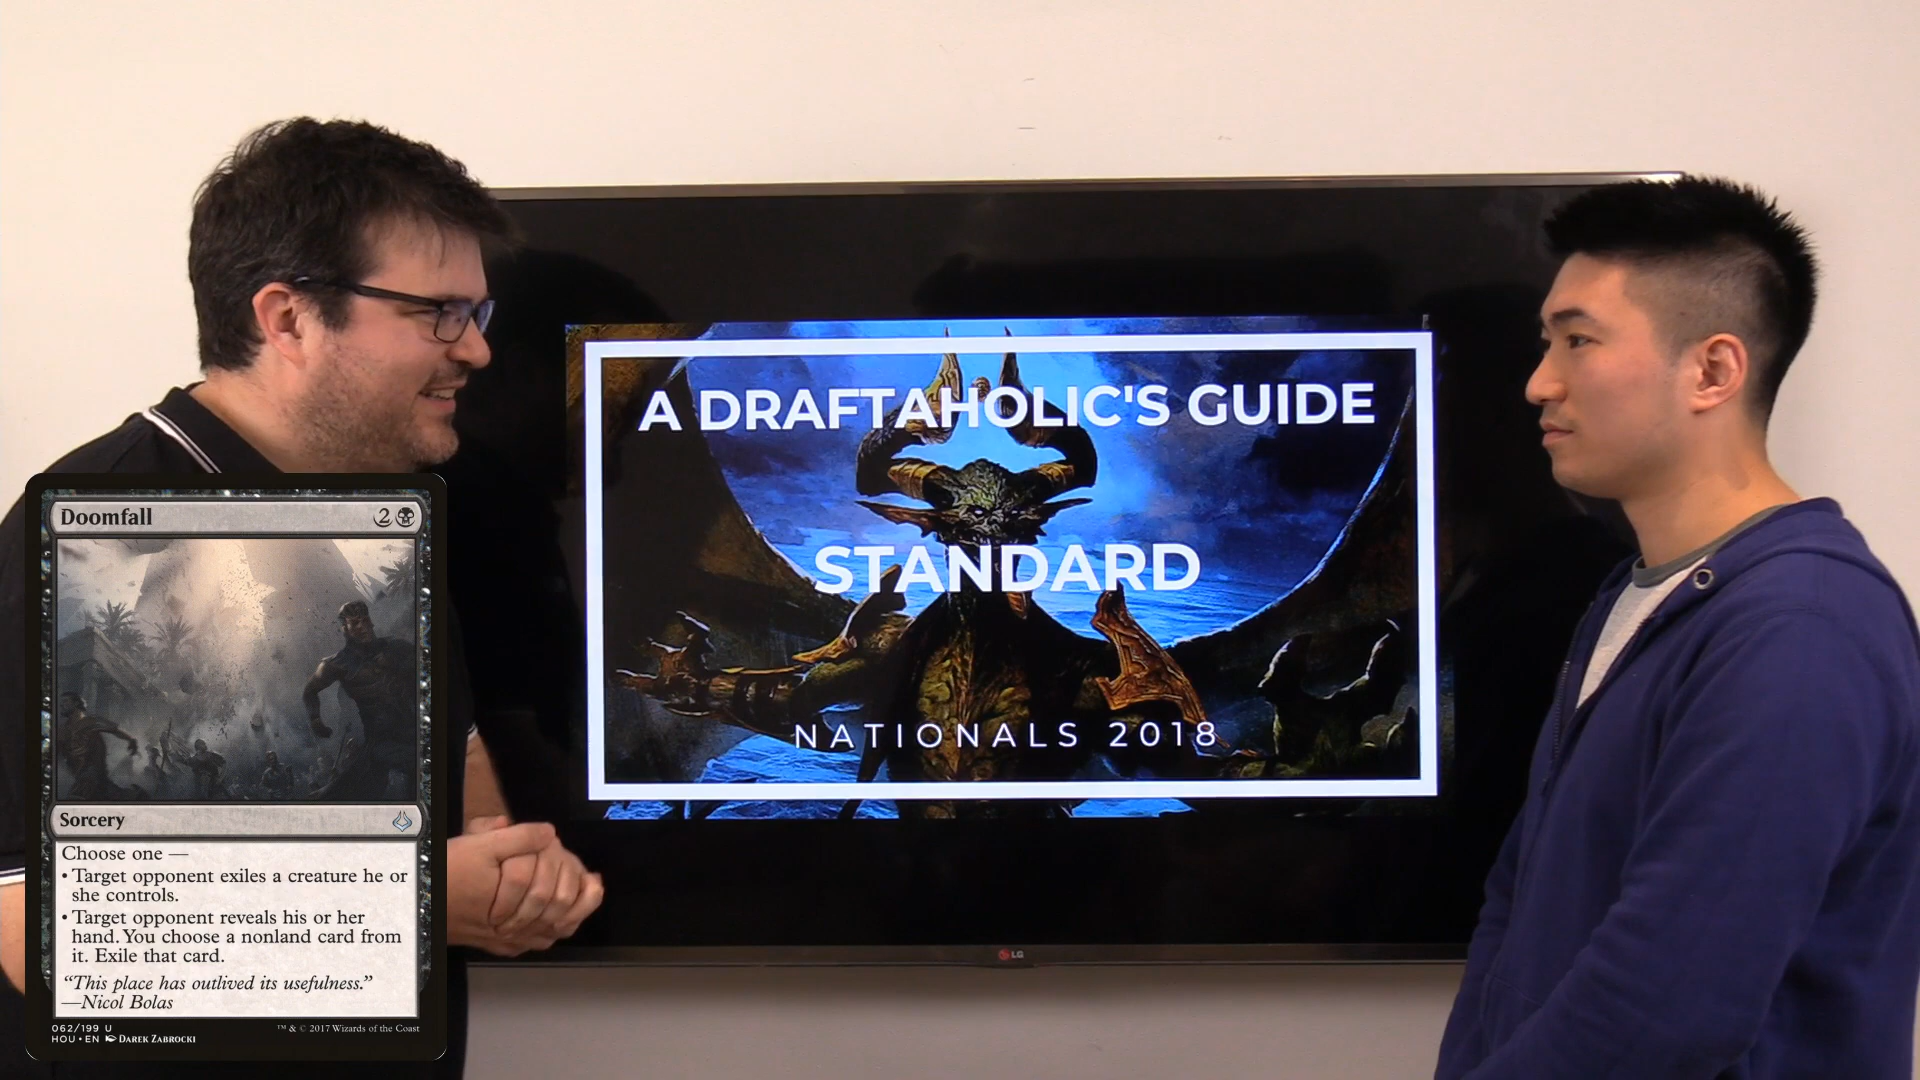 A DRAFTAHOLIC'S GUIDE
STANDARD
NATIONALS 2018
LG
Doomfall 2
Sorcery
Choose one —
• Target opponent exiles a creature he or
she controls.
• Target opponent reveals his or her
hand. You choose a nonland card from
it. Exile that card.
“This place has outlived its usefulness.”
—Nicol Bolas
062/199 U
™ & © 2017 Wizards of the Coast
HOU • EN DAREK ZABROCKI